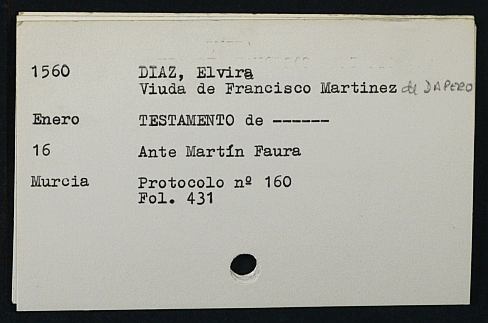 1560 DIAZ, Elvira
Viuda de Francisco Martinez de DAPERO
Enero TESTAMENTO de ------
16 Ante Martín Faura
Murcia Protocolo nº 160
Fol. 431